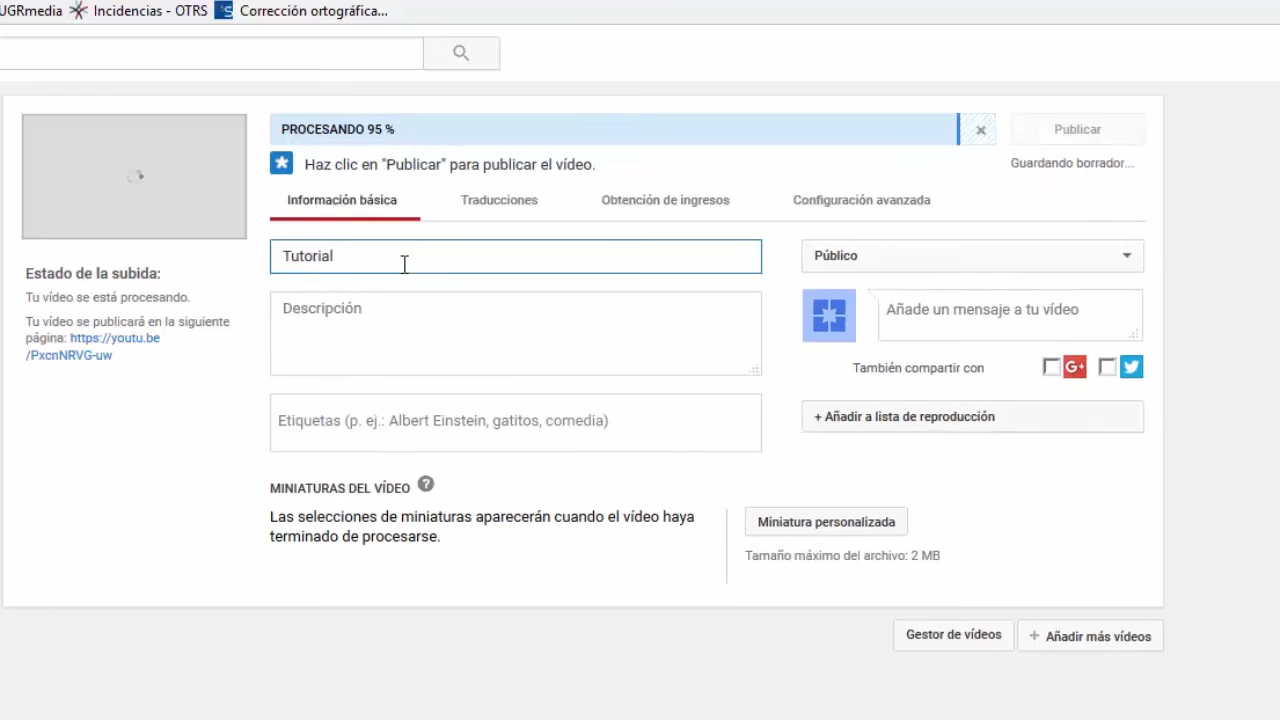 UGRmedia Incidencias - OTRS Corrección ortográfica...
PROCESANDO 95 %
Publicar
Haz clic en "Publicar" para publicar el vídeo.
Guardando borrador...
Información básica Traducciones Obtención de ingresos Configuración avanzada
Tutorial
Público
Estado de la subida:
Tu vídeo se está procesando.
Tu vídeo se publicará en la siguiente
página: https://youtu.be
/PxcnNRVG-uw
Descripción
Añade un mensaje a tu vídeo
También compartir con
G+
Etiquetas (p. ej.: Albert Einstein, gatitos, comedia)
+ Añadir a lista de reproducción
MINIATURAS DEL VÍDEO ?
Las selecciones de miniaturas aparecerán cuando el vídeo haya
terminado de procesarse.
Miniatura personalizada
Tamaño máximo del archivo: 2 MB
Gestor de vídeos
+ Añadir más vídeos